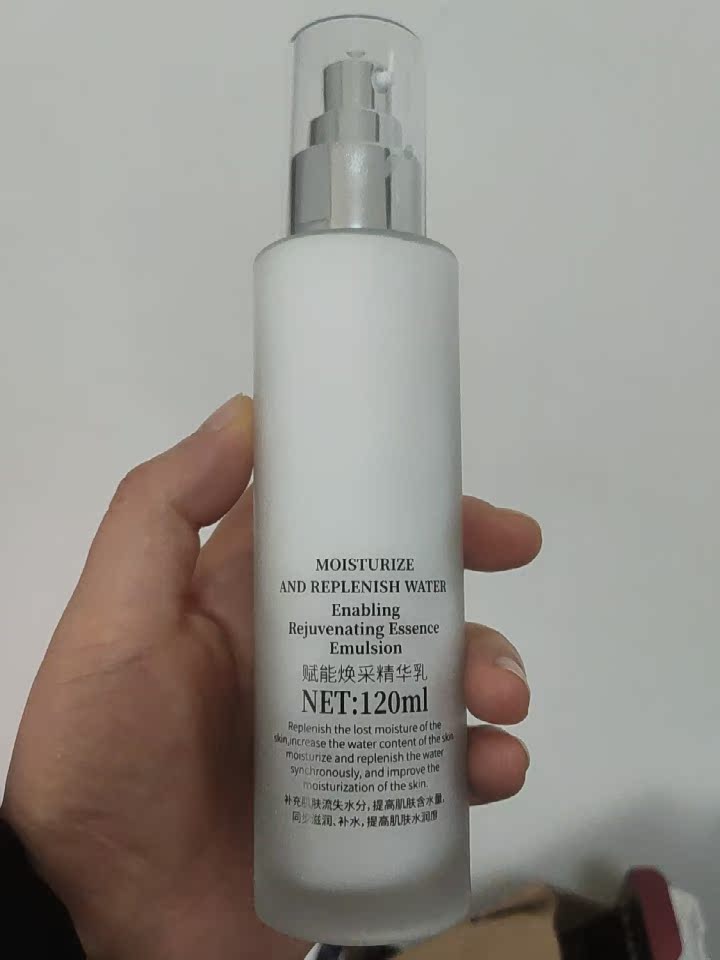 MOISTURIZE
AND REPLENISH WATER
Enabling
Rejuvenating Essence
Emulsion
赋能焕采精华乳
NET:120ml
Replenish the lost moisture of the
skin,increase the water content of the skin
moisturize and replenish the water
synchronously, and improve the
moisturization of the skin.
补充肌肤流失水分,提高肌肤含水量,
同步滋润、补水,提高肌肤水润度